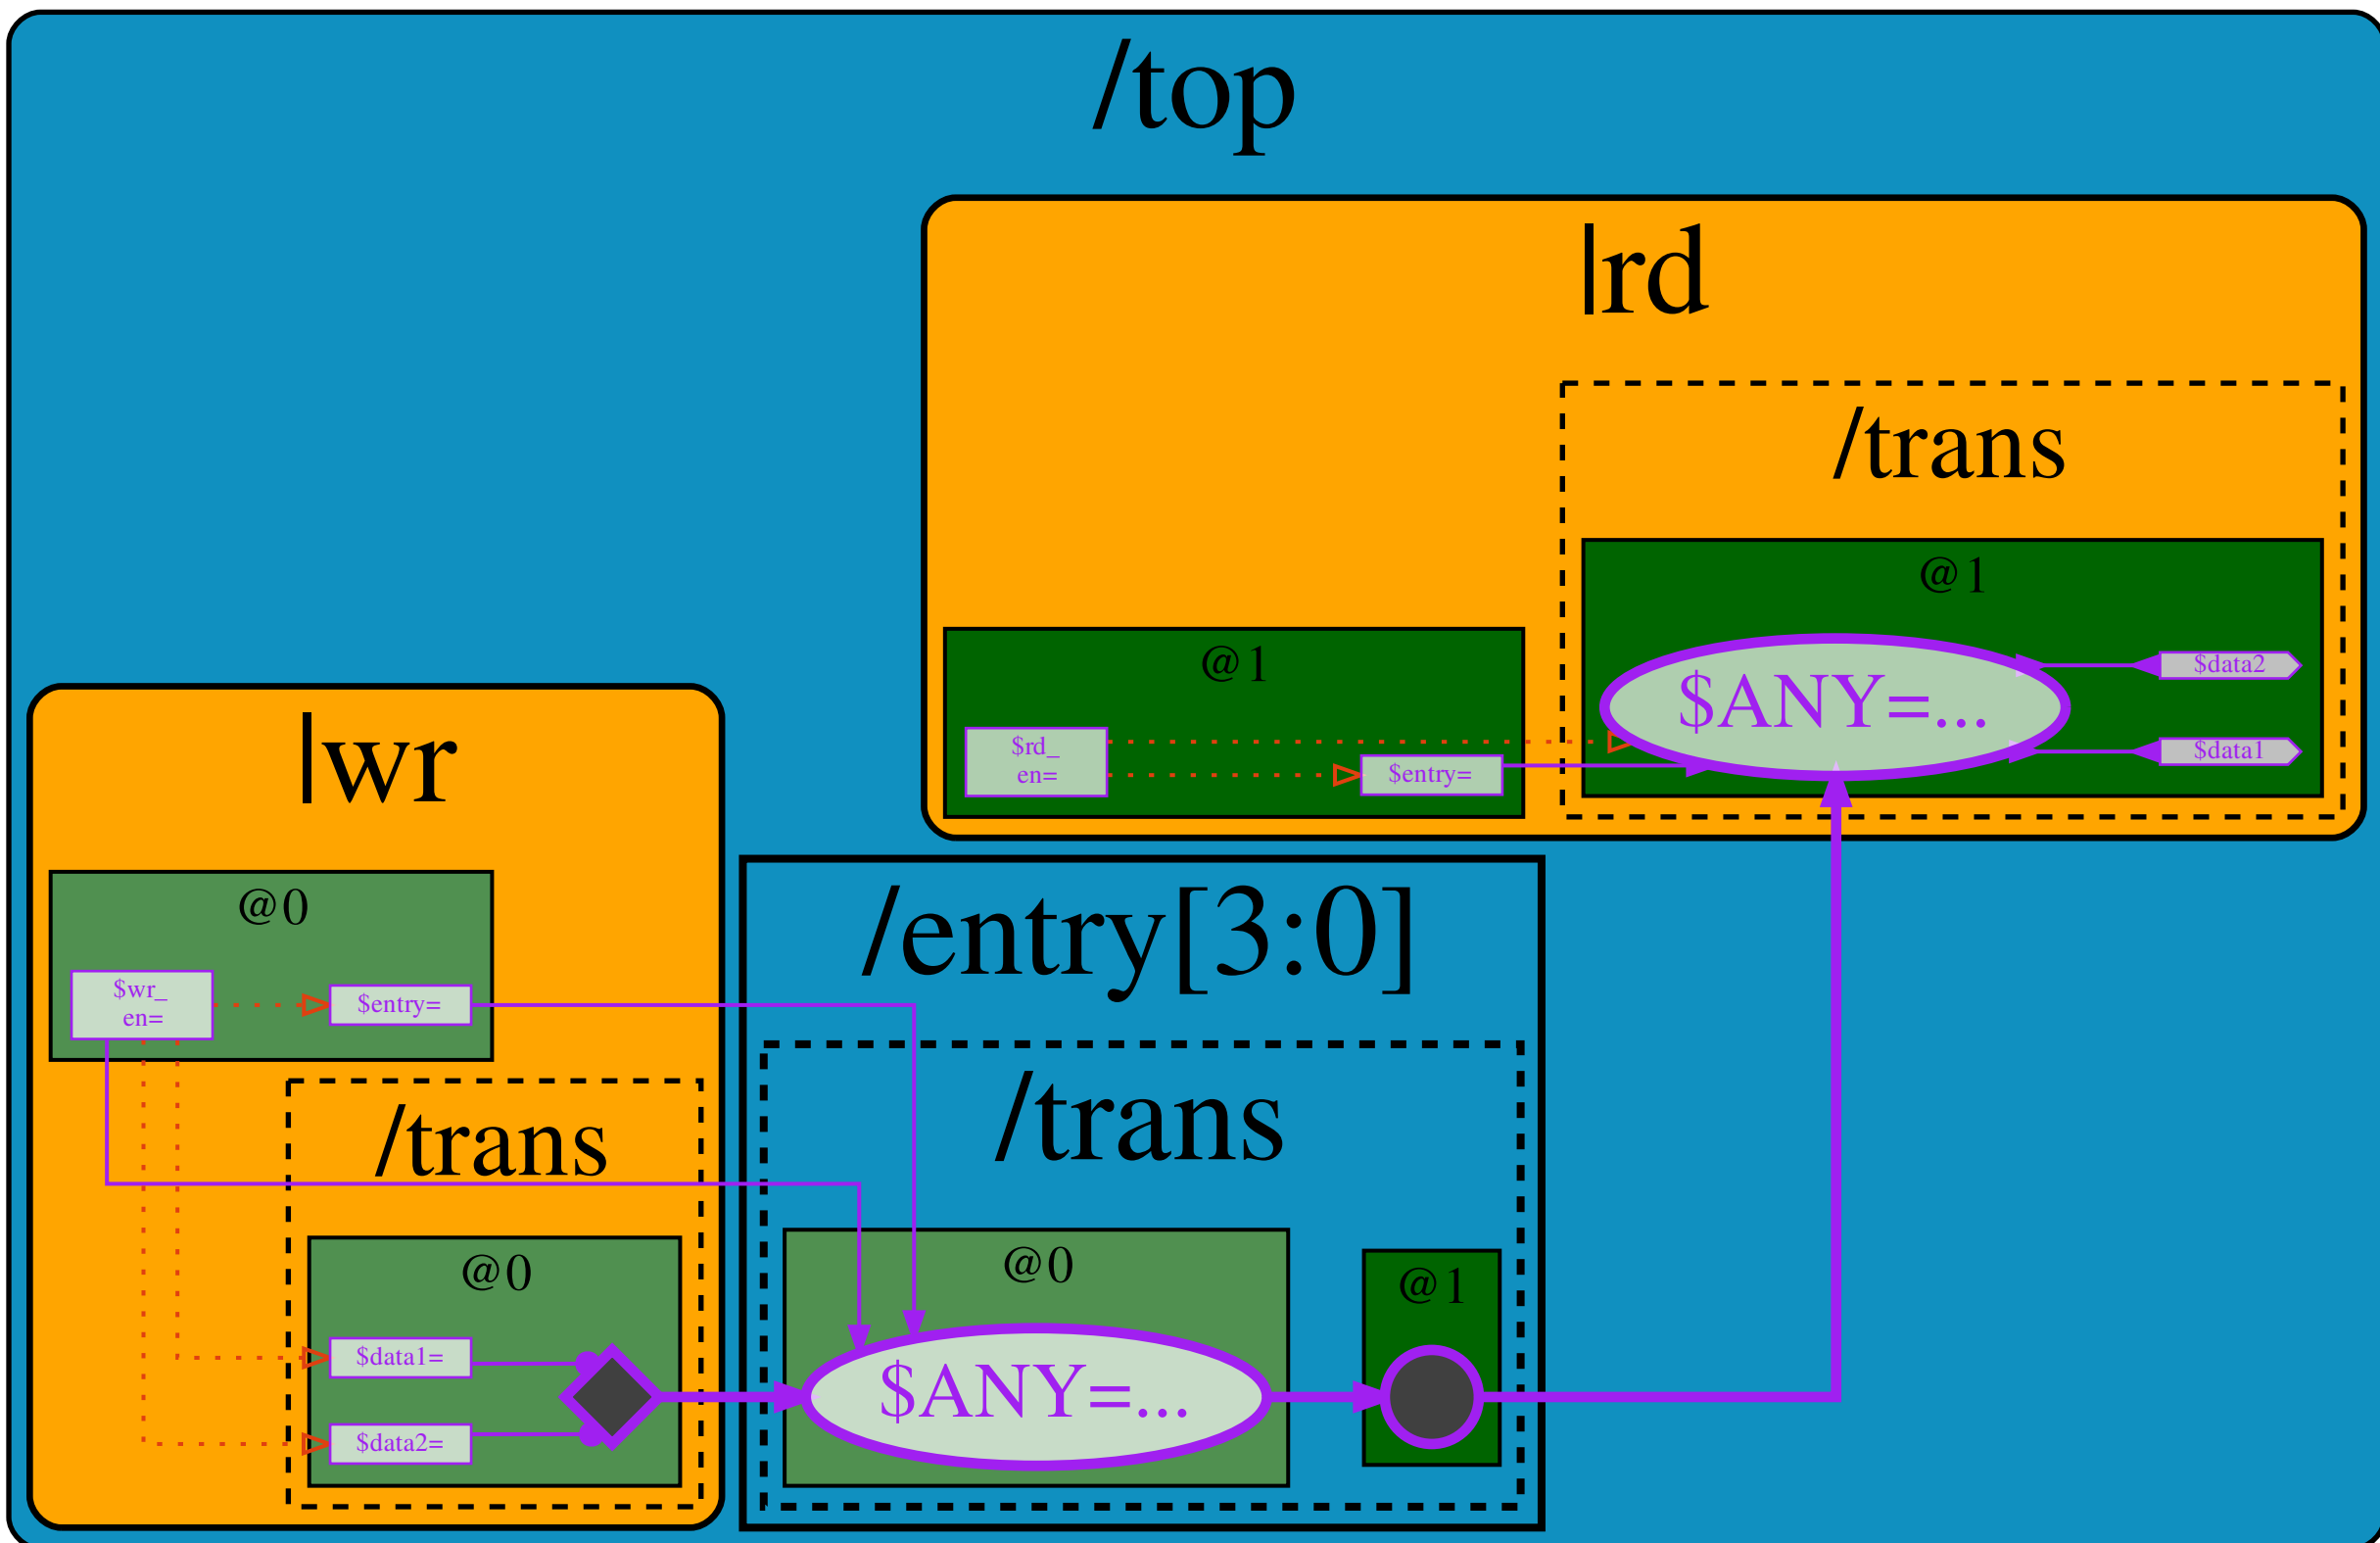 /top
|rd
/trans
@1
$ANY=...
$data2
$data1
@1
$rd_
en=
$entry=
|wr
@0
$wr_
en=
$entry=
/trans
@0
$data1=
$data2=
/entry[3:0]
/trans
@0
$ANY=...
@1